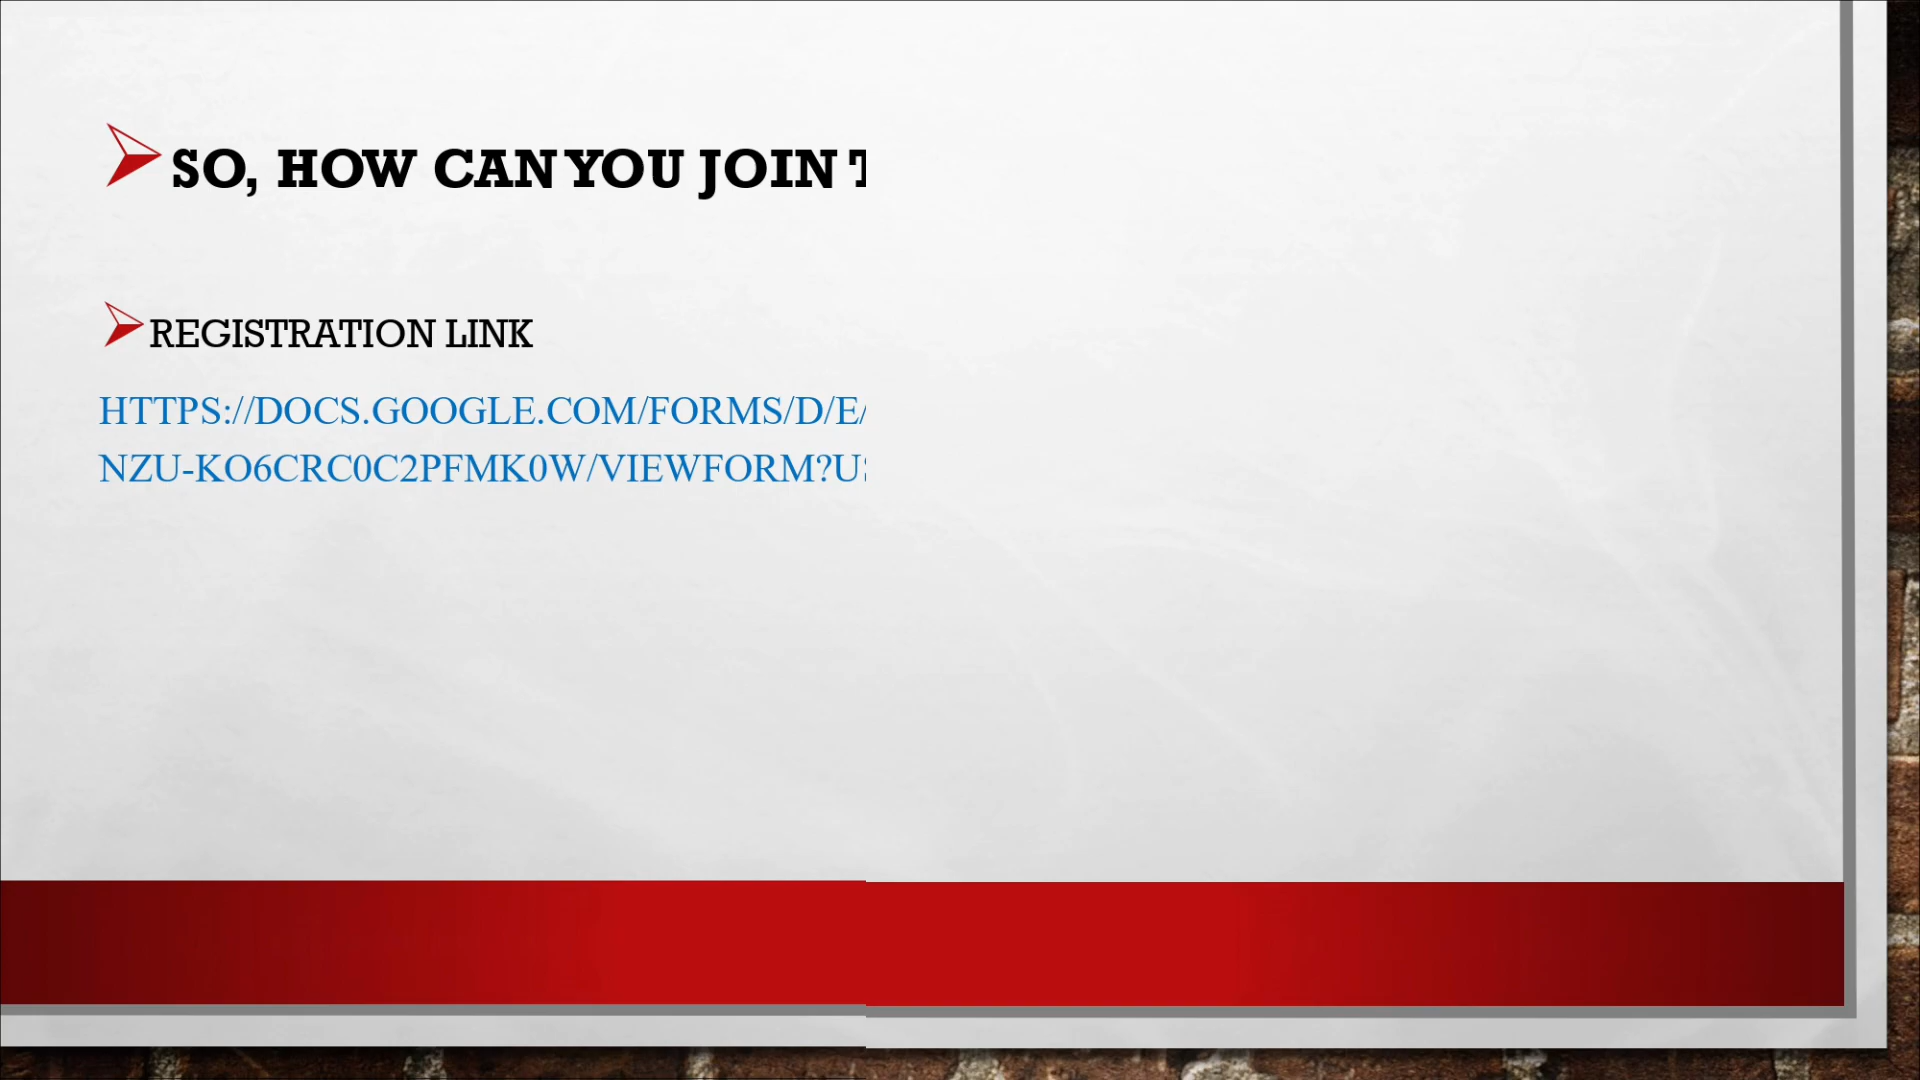 SO, HOW CAN YOU JOIN
REGISTRATION LINK
HTTPS://DOCS.GOOGLE.COM/FORMS/D/E/
NZU-KO6CRC0C2PFMK0W/VIEWFORM?U